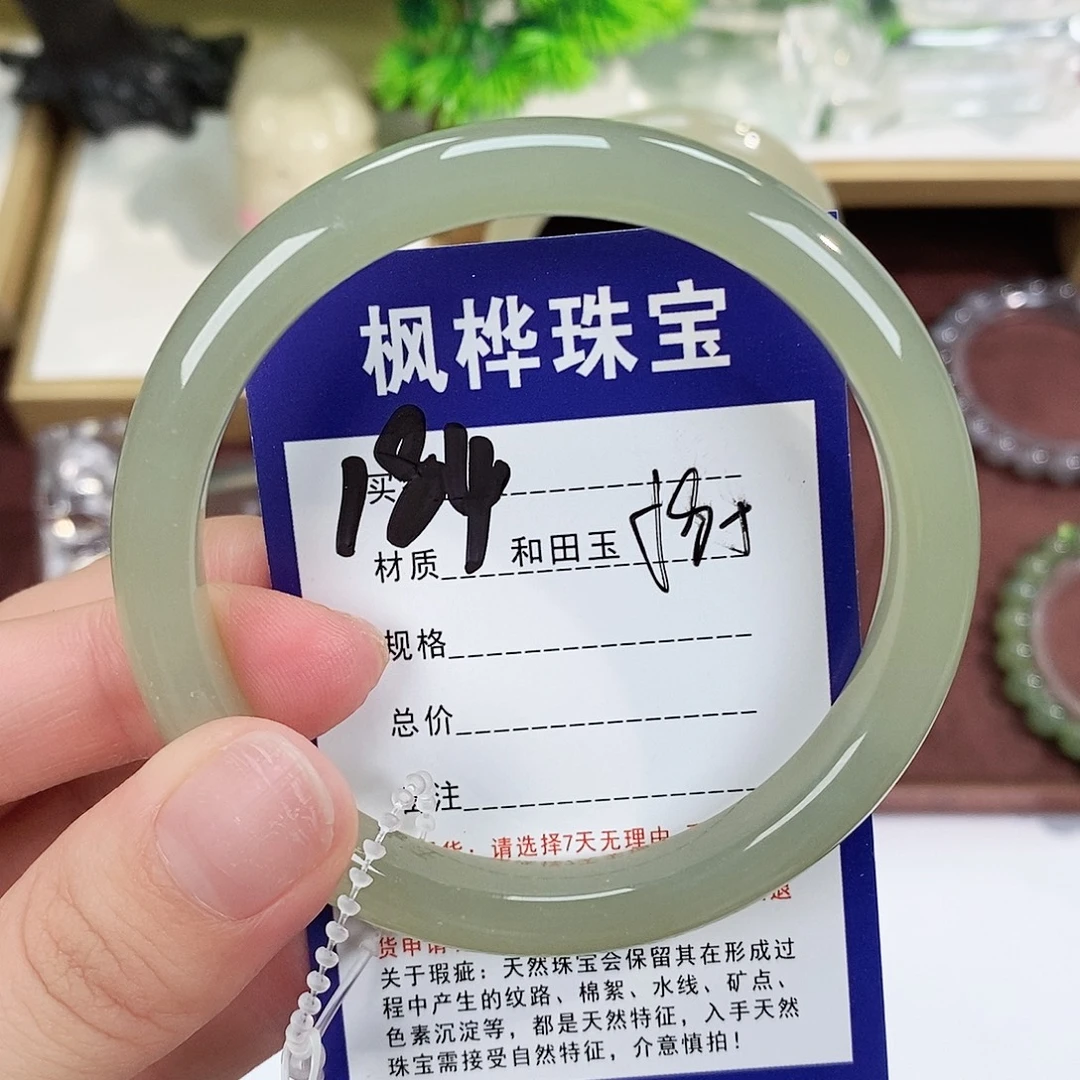 枫桦珠宝
184
买
材质 和田玉
规格
总价
注
货：请选择7天无理由
退
货申请
关于瑕疵：天然珠宝会保留其在形成过
程中产生的纹路、棉絮、水线、矿点、
色素沉淀等，都是天然特征，入手天然
珠宝需接受自然特征，介意慎拍！